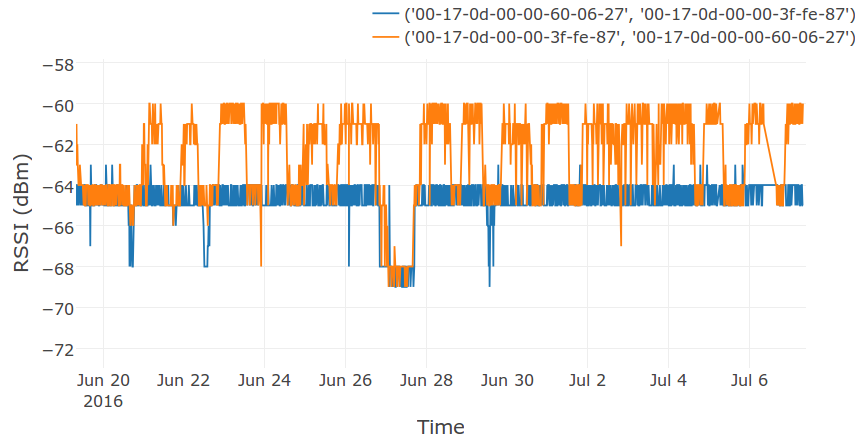 ('00-17-0d-00-00-60-06-27', '00-17-0d-00-00-3f-fe-87')
('00-17-0d-00-00-3f-fe-87', '00-17-0d-00-00-60-06-27')
−58
−60
−62
−64
−66
−68
−70
−72
RSSI (dBm)
Jun 20 Jun 22 Jun 24 Jun 26 Jun 28 Jun 30 Jul 2 Jul 4 Jul 6
2016
Time